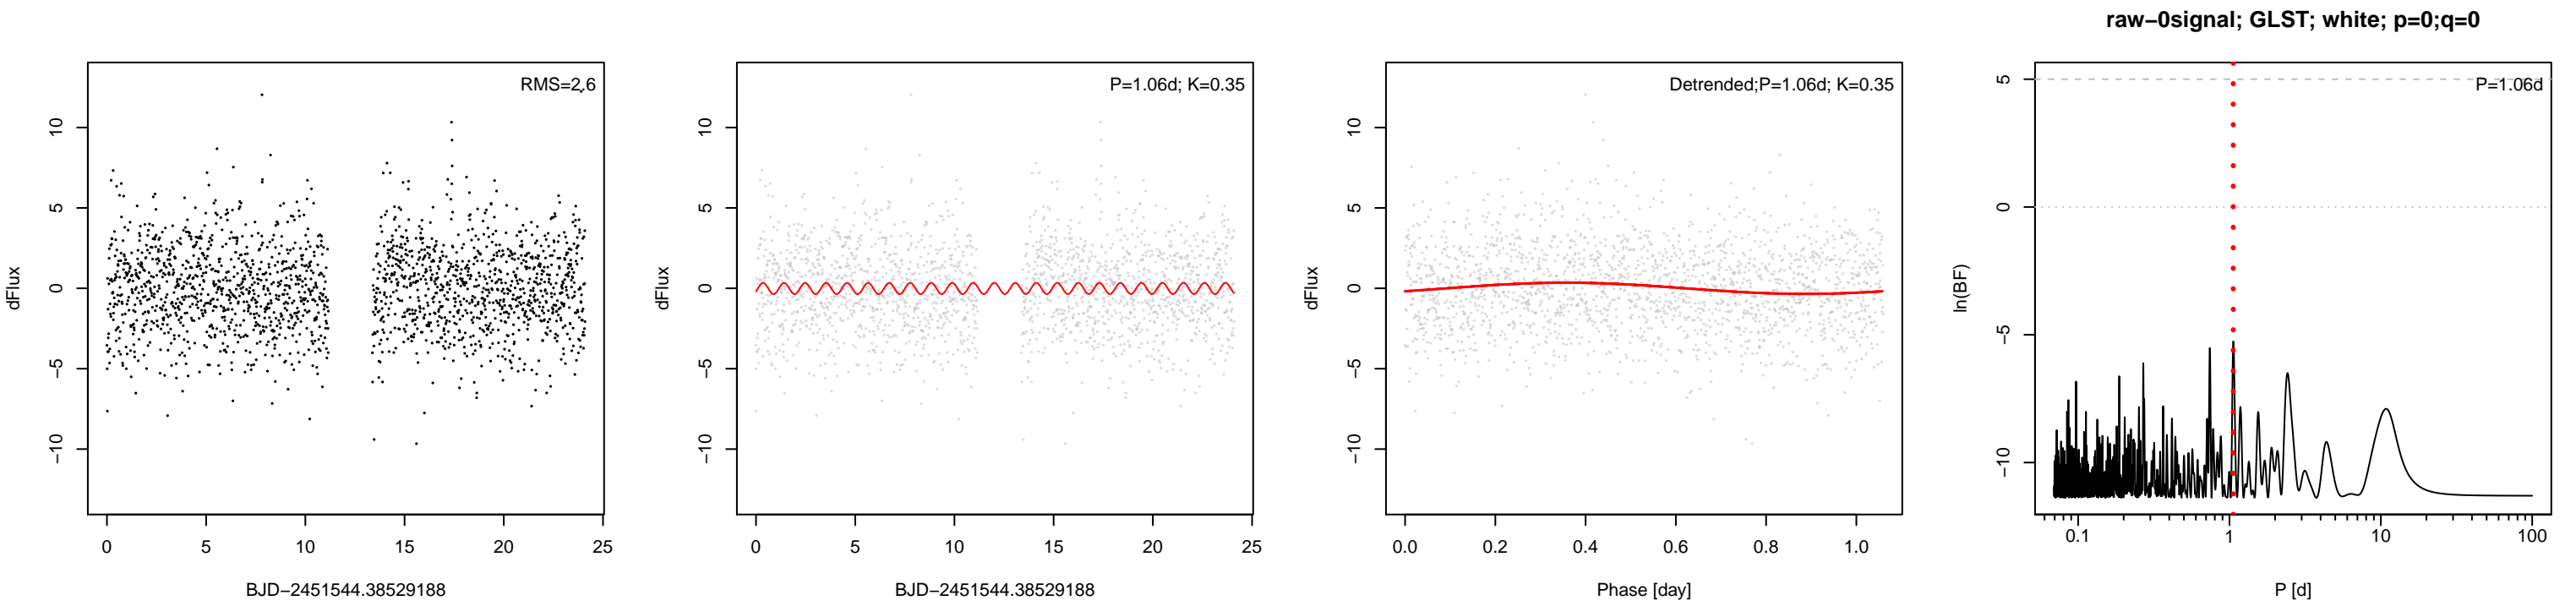 raw−0signal; GLST; white; p=0;q=0
RMS=2.6
dFlux
10
5
0
−5
−10
0 5 10 15 20 25
BJD−2451544.38529188
P=1.06d; K=0.35
dFlux
10
5
0
−5
−10
0 5 10 15 20 25
BJD−2451544.38529188
Detrended;P=1.06d; K=0.35
dFlux
10
5
0
−5
−10
0.0 0.2 0.4 0.6 0.8 1.0
Phase [day]
P=1.06d
ln(BF)
5
0
−5
−10
0.1 1 10 100
P [d]